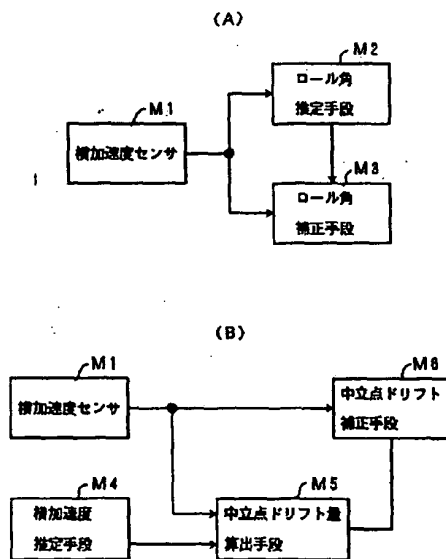 (A)
M2
ロール角
推定手段
M1
横加速度センサ
M3
ロール角
補正手段
(B)
M6
中立点ドリフト
補正手段
M1
横加速度センサ
M4
横加速度
推定手段
M5
中立点ドリフト量
算出手段